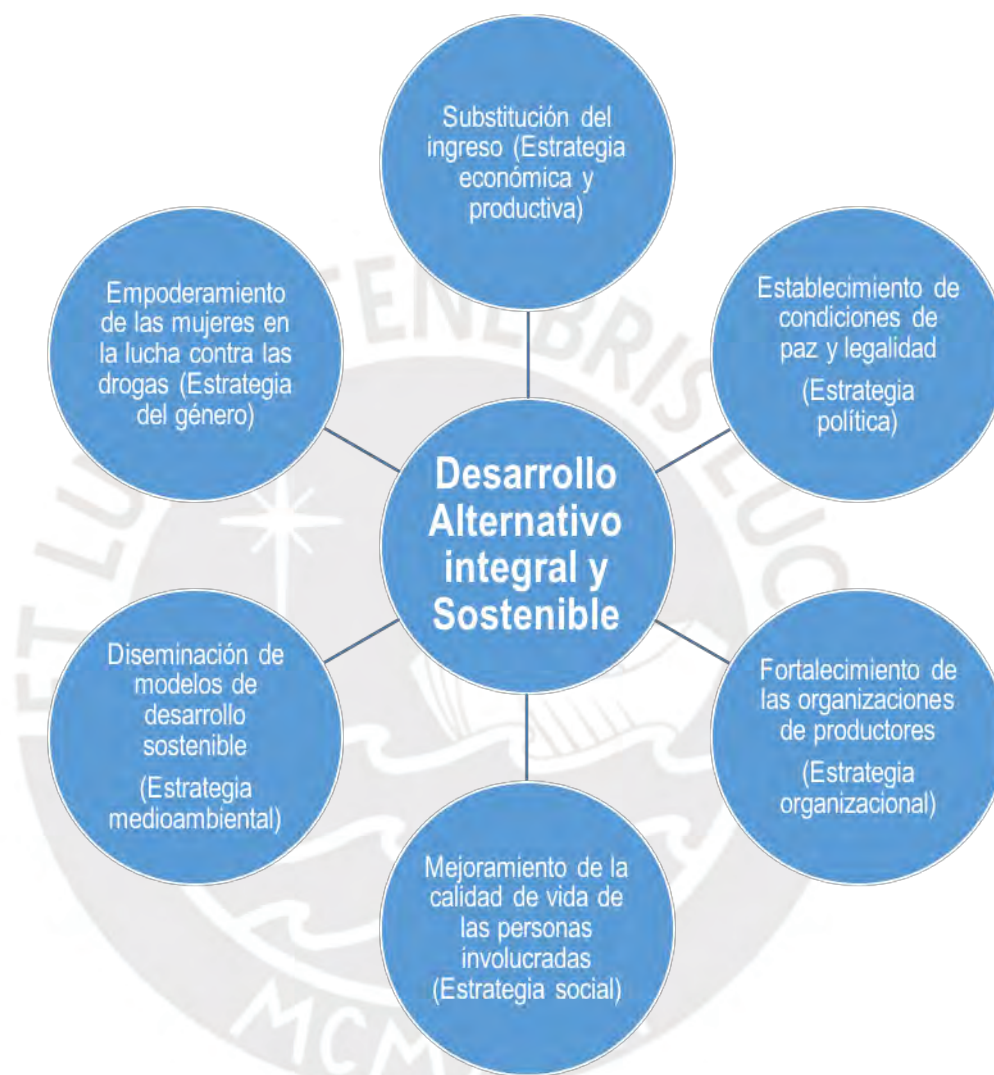 Substitución del
ingreso (Estrategia
económica y
productiva)
Establecimiento de
condiciones de
paz y legalidad
(Estrategia
política)
Fortalecimiento de
las organizaciones
de productores
(Estrategia
organizacional)
Mejoramiento de la
calidad de vida de
las personas
involucradas
(Estrategia social)
Diseminación de
modelos de
desarrollo
sostenible
(Estrategia
medioambiental)
Empoderamiento
de las mujeres en
la lucha contra las
drogas (Estrategia
del género)
Desarrollo
Alternativo
integral y
Sostenible